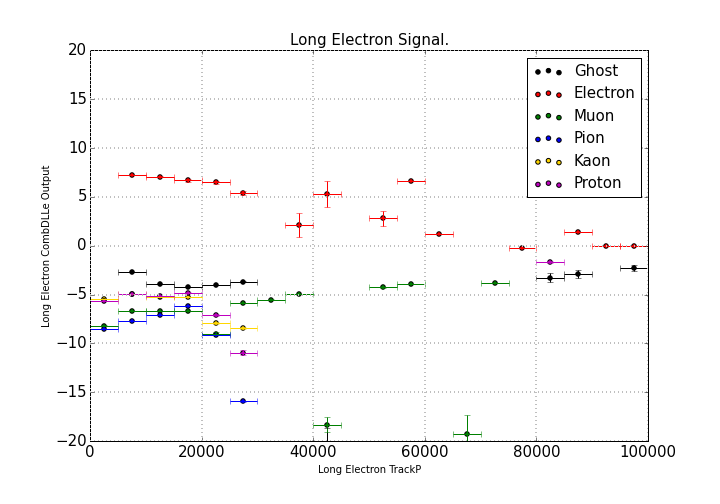 Long Electron Signal.
20
15
10
5
0
−5
−10
−15
−20
Long Electron CombDLLe Output
Ghost
Electron
Muon
Pion
Kaon
Proton
0
20000
40000
60000
80000
100000
Long Electron TrackP